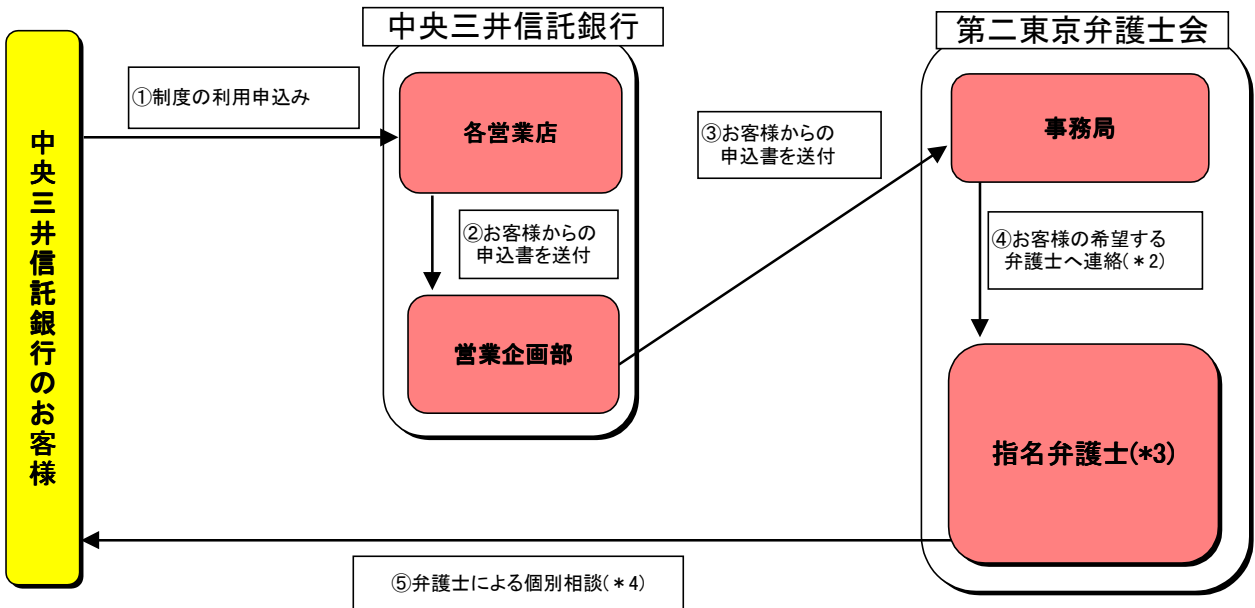 中央三井信託銀行
第二東京弁護士会
中央三井信託銀行のお客様
①制度の利用申込み
各営業店
②お客様からの
申込書を送付
営業企画部
③お客様からの
申込書を送付
事務局
④お客様の希望する
弁護士へ連絡(*2)
指名弁護士(*3)
⑤弁護士による個別相談(*4)